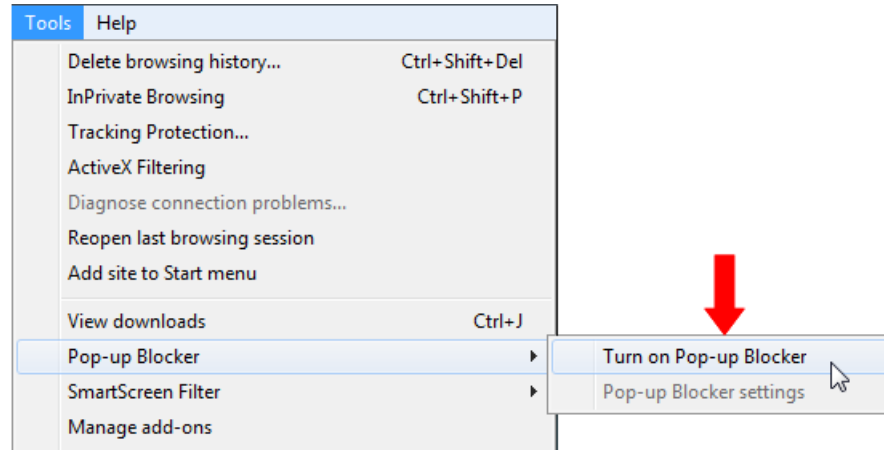 Tools Help
Delete browsing history... Ctrl+Shift+Del
InPrivate Browsing Ctrl+Shift+P
Tracking Protection...
ActiveX Filtering
Diagnose connection problems...
Reopen last browsing session
Add site to Start menu
View downloads Ctrl+J
Pop-up Blocker Turn on Pop-up Blocker
SmartScreen Filter Pop-up Blocker settings
Manage add-ons